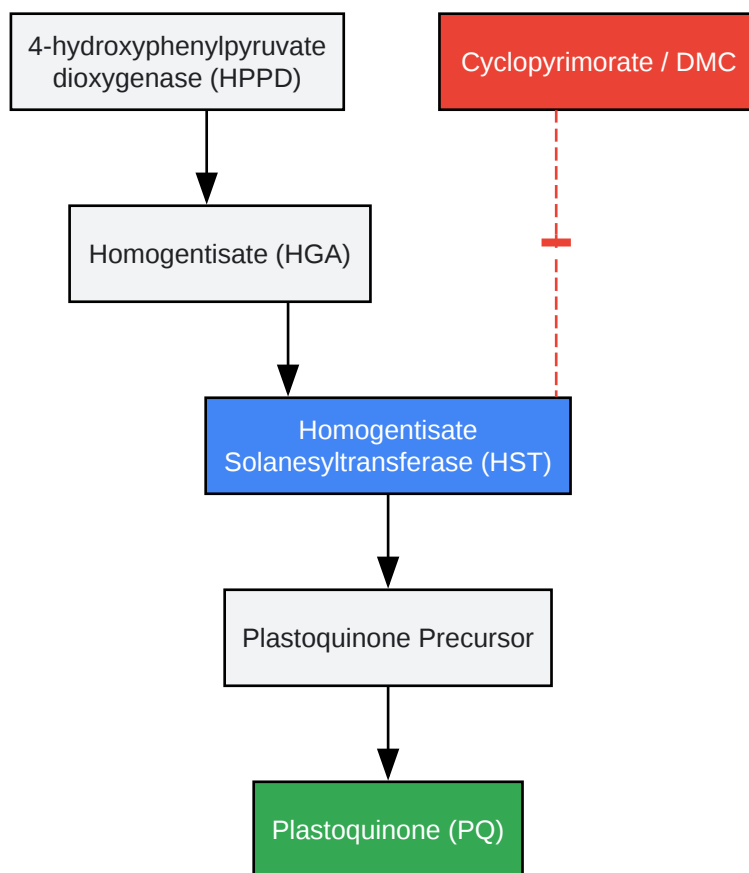 4-hydroxyphenylpyruvate
dioxygenase (HPPD)
Cyclopyrimorate / DMC
Homogentisate (HGA)
Homogentisate
Solanesyltransferase (HST)
Plastoquinone Precursor
Plastoquinone (PQ)